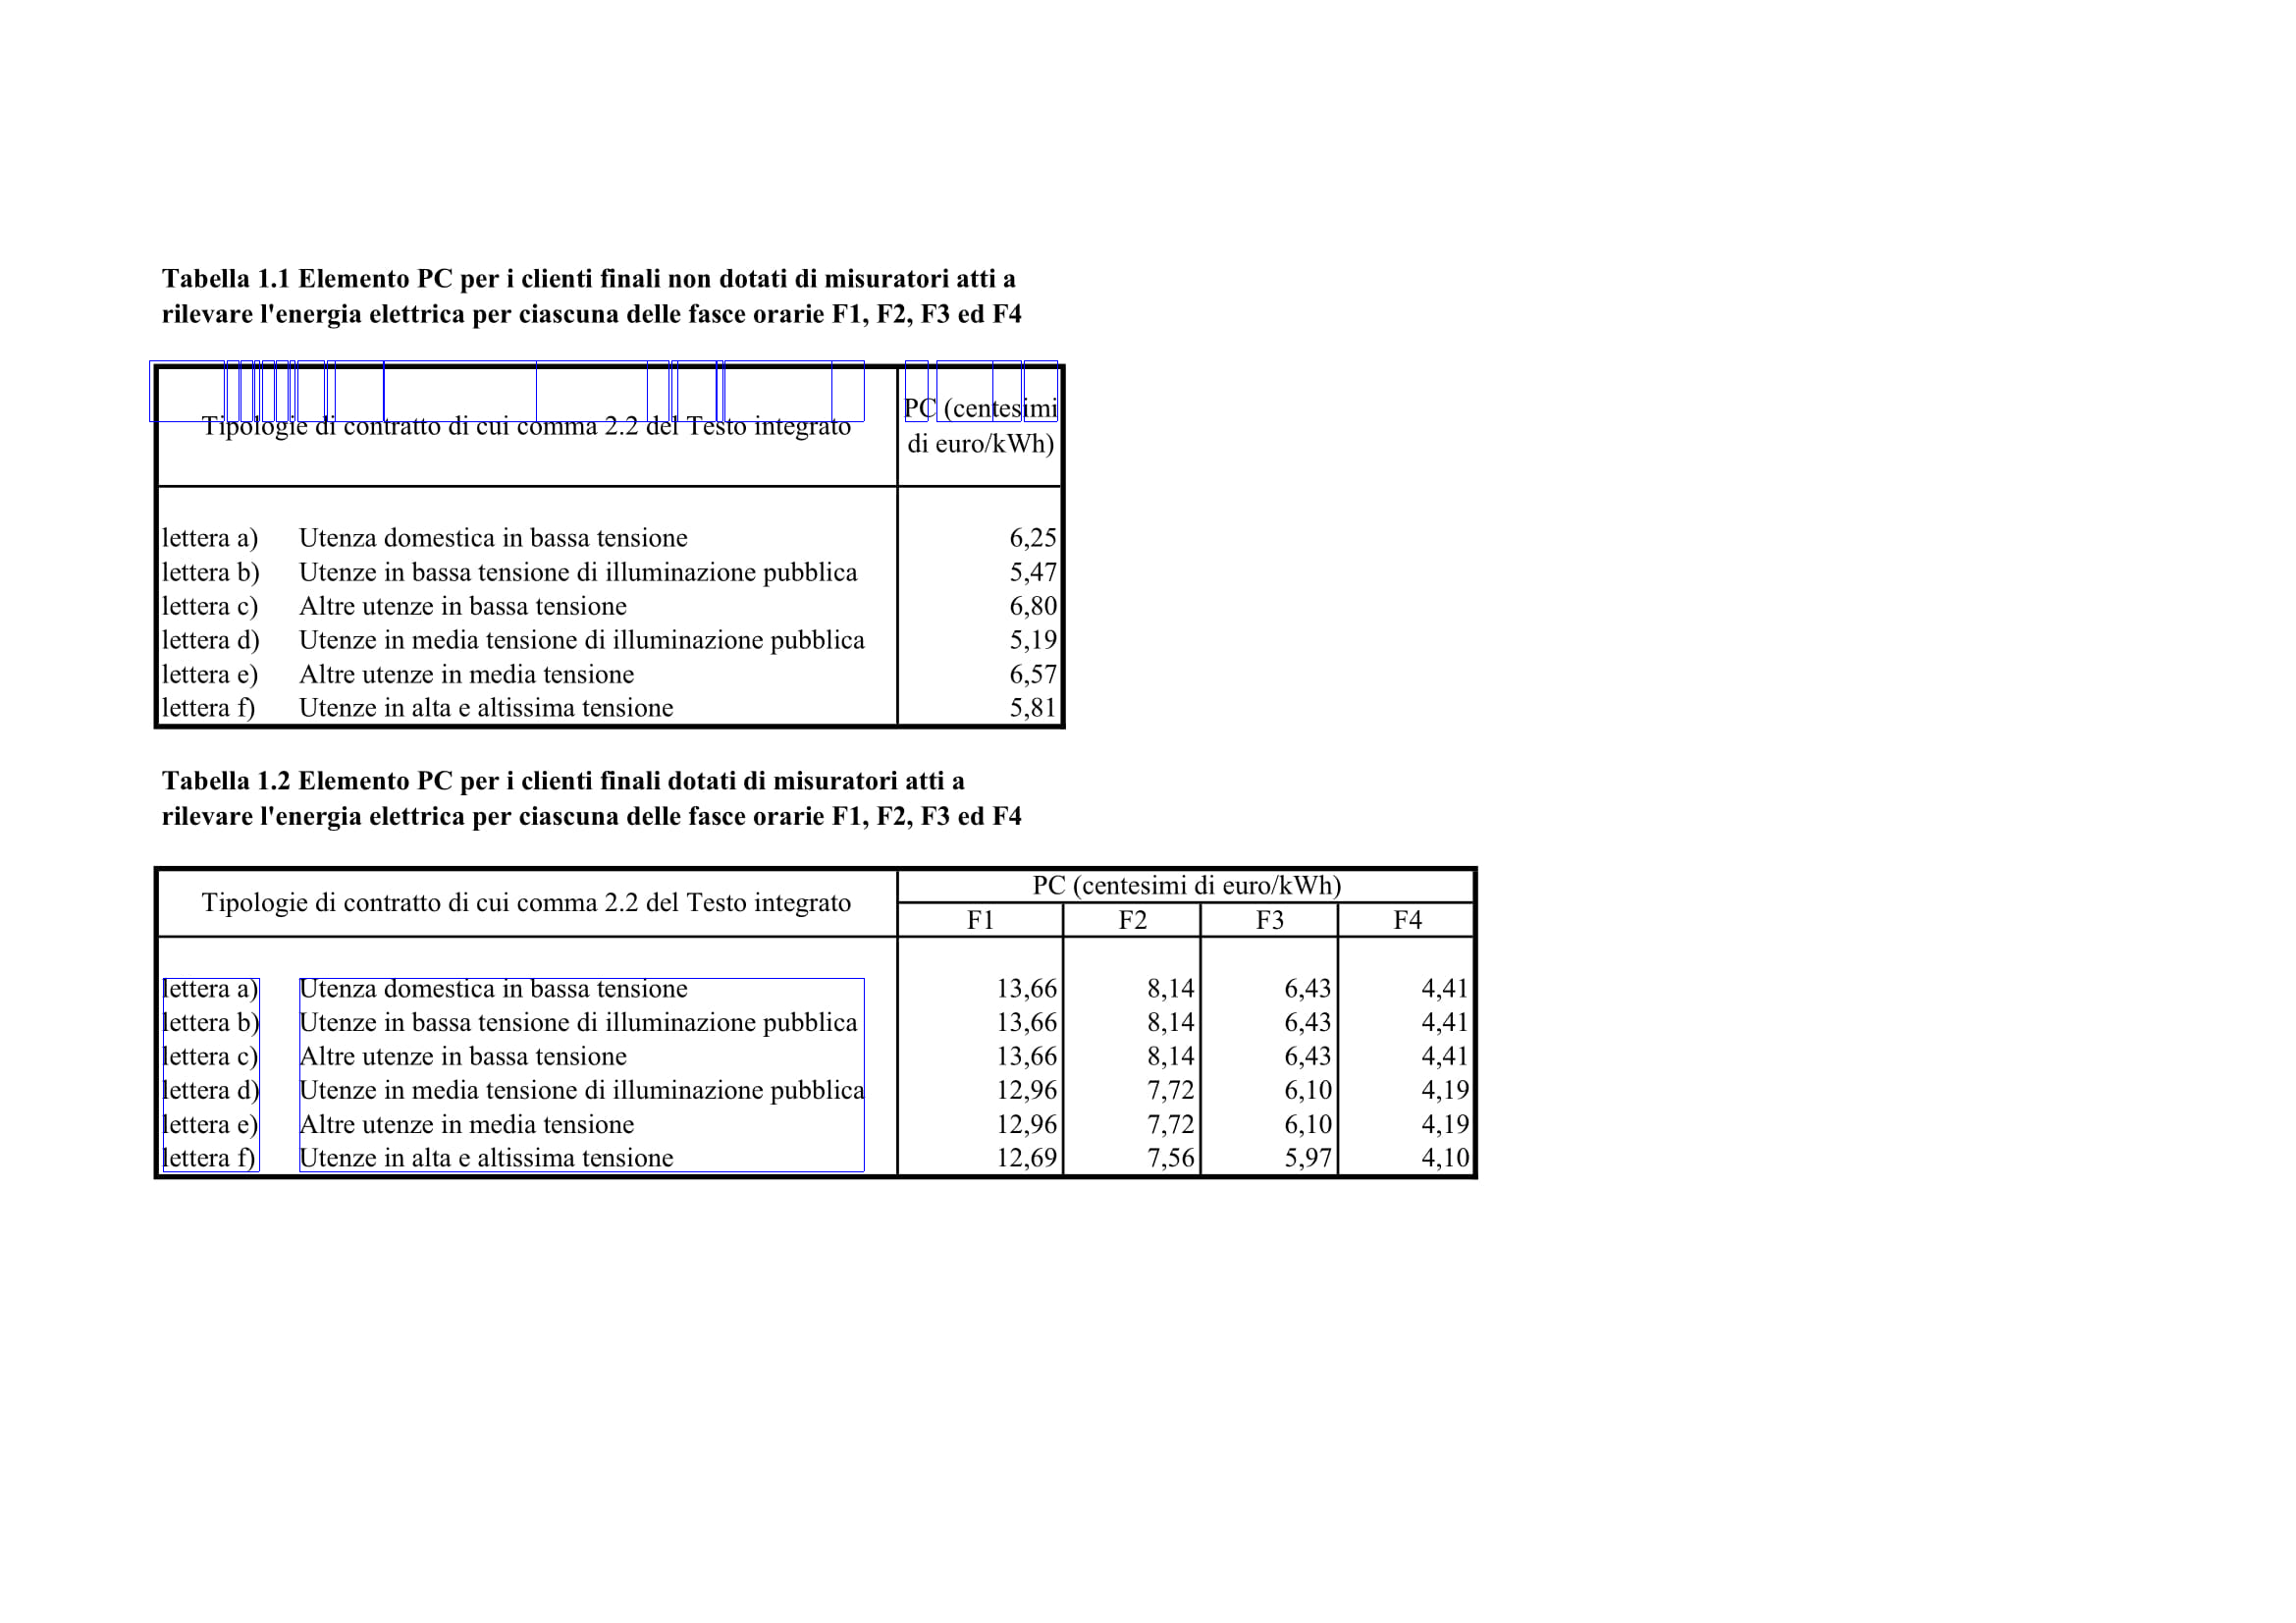 Tabella 1.1 Elemento PC per i clienti finali non dotati di misuratori atti a
rilevare l'energia elettrica per ciascuna delle fasce orarie F1, F2, F3 ed F4
Tipologie di contratto di cui comma 2.2 del Testo integrato
PC (centesimi
di euro/kWh)
lettera a) Utenza domestica in bassa tensione 6,25
lettera b) Utenze in bassa tensione di illuminazione pubblica 5,47
lettera c) Altre utenze in bassa tensione 6,80
lettera d) Utenze in media tensione di illuminazione pubblica 5,19
lettera e) Altre utenze in media tensione 6,57
lettera f) Utenze in alta e altissima tensione 5,81
Tabella 1.2 Elemento PC per i clienti finali dotati di misuratori atti a
rilevare l'energia elettrica per ciascuna delle fasce orarie F1, F2, F3 ed F4
Tipologie di contratto di cui comma 2.2 del Testo integrato
PC (centesimi di euro/kWh)
F1 F2 F3 F4
lettera a) Utenza domestica in bassa tensione 13,66 8,14 6,43 4,41
lettera b) Utenze in bassa tensione di illuminazione pubblica 13,66 8,14 6,43 4,41
lettera c) Altre utenze in bassa tensione 13,66 8,14 6,43 4,41
lettera d) Utenze in media tensione di illuminazione pubblica 12,96 7,72 6,10 4,19
lettera e) Altre utenze in media tensione 12,96 7,72 6,10 4,19
lettera f) Utenze in alta e altissima tensione 12,69 7,56 5,97 4,10